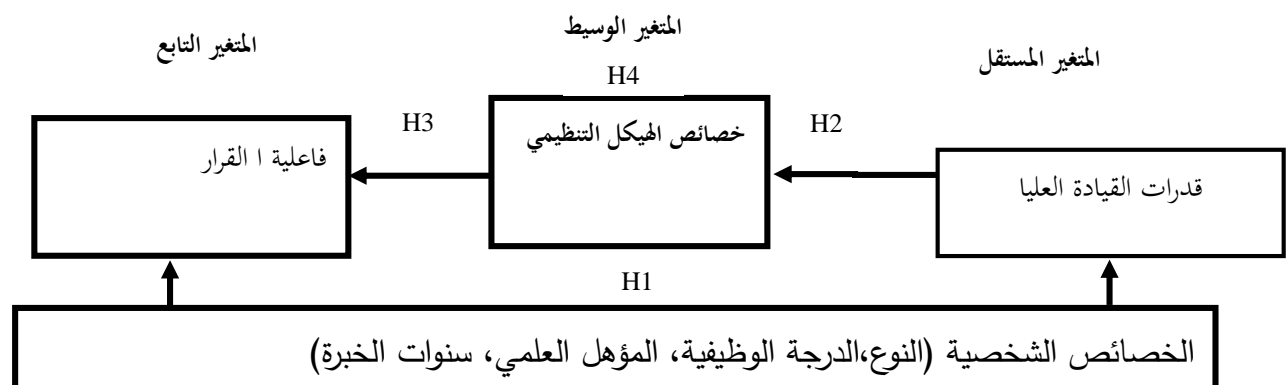 المتغير الوسيط
المتغير المستقل
المتغير التابع
H4
H2
H3
خصائص الهيكل التنظيمي
فاعلية ا القرار
قدرات القيادة العليا
H1
الخصائص الشخصية (النوع،الدرجة الوظيفية، المؤهل العلمي، سنوات الخبرة)